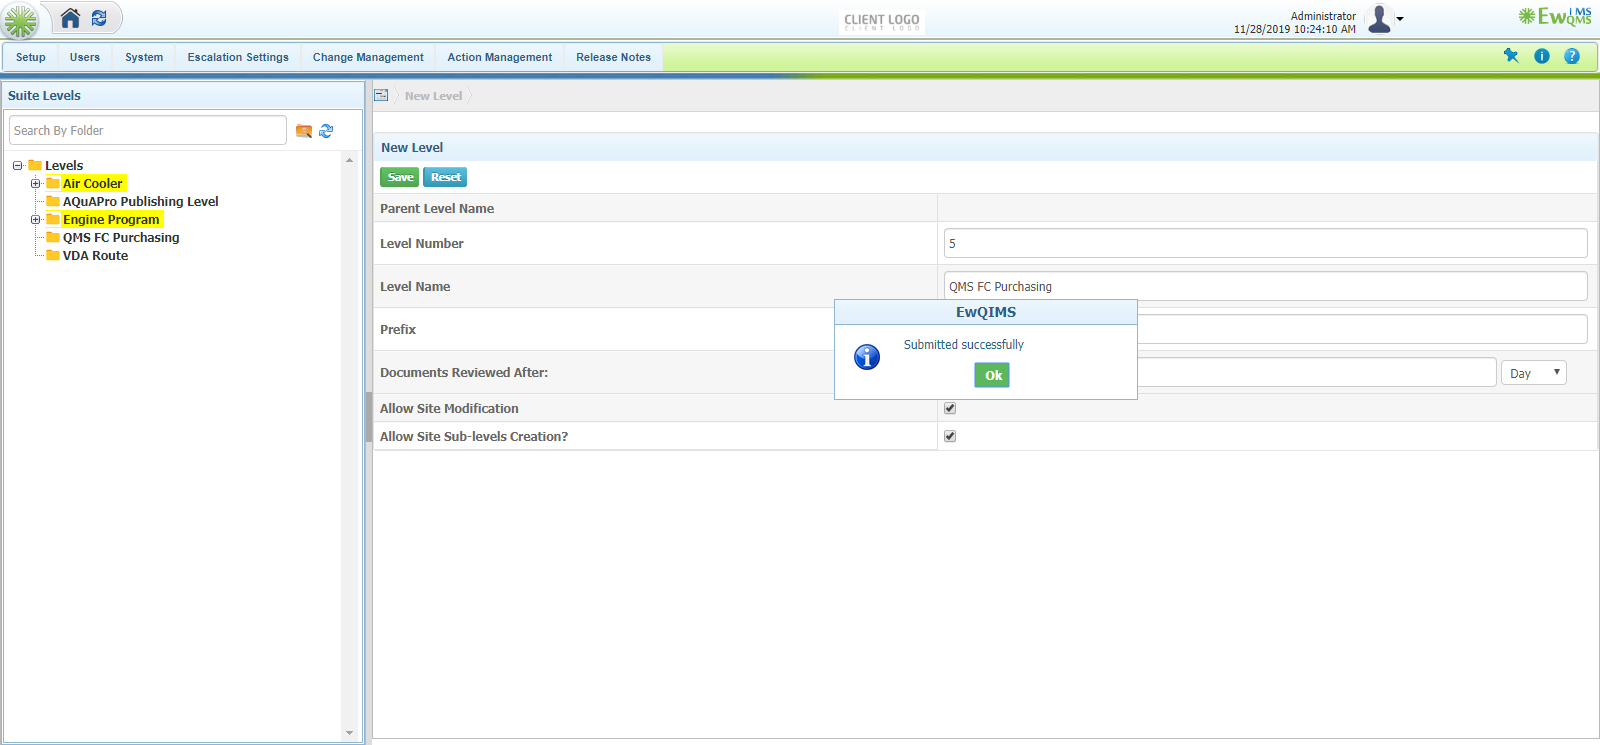 CLIENT LOGO
CLIENT LOGO
Administrator
11/28/2019 10:24:10 AM
EwQMS
IMS
Setup
Users
System
Escalation Settings
Change Management
Action Management
Release Notes
Suite Levels
Search By Folder
Levels
Air Cooler
AQuAPro Publishing Level
Engine Program
QMS FC Purchasing
VDA Route
New Level
New Level
Save
Reset
Parent Level Name
Level Number
5
Level Name
QMS FC Purchasing
Prefix
Documents Reviewed After:
Day
Allow Site Modification
Allow Site Sub-levels Creation?
EwQIMS
Submitted successfully
Ok